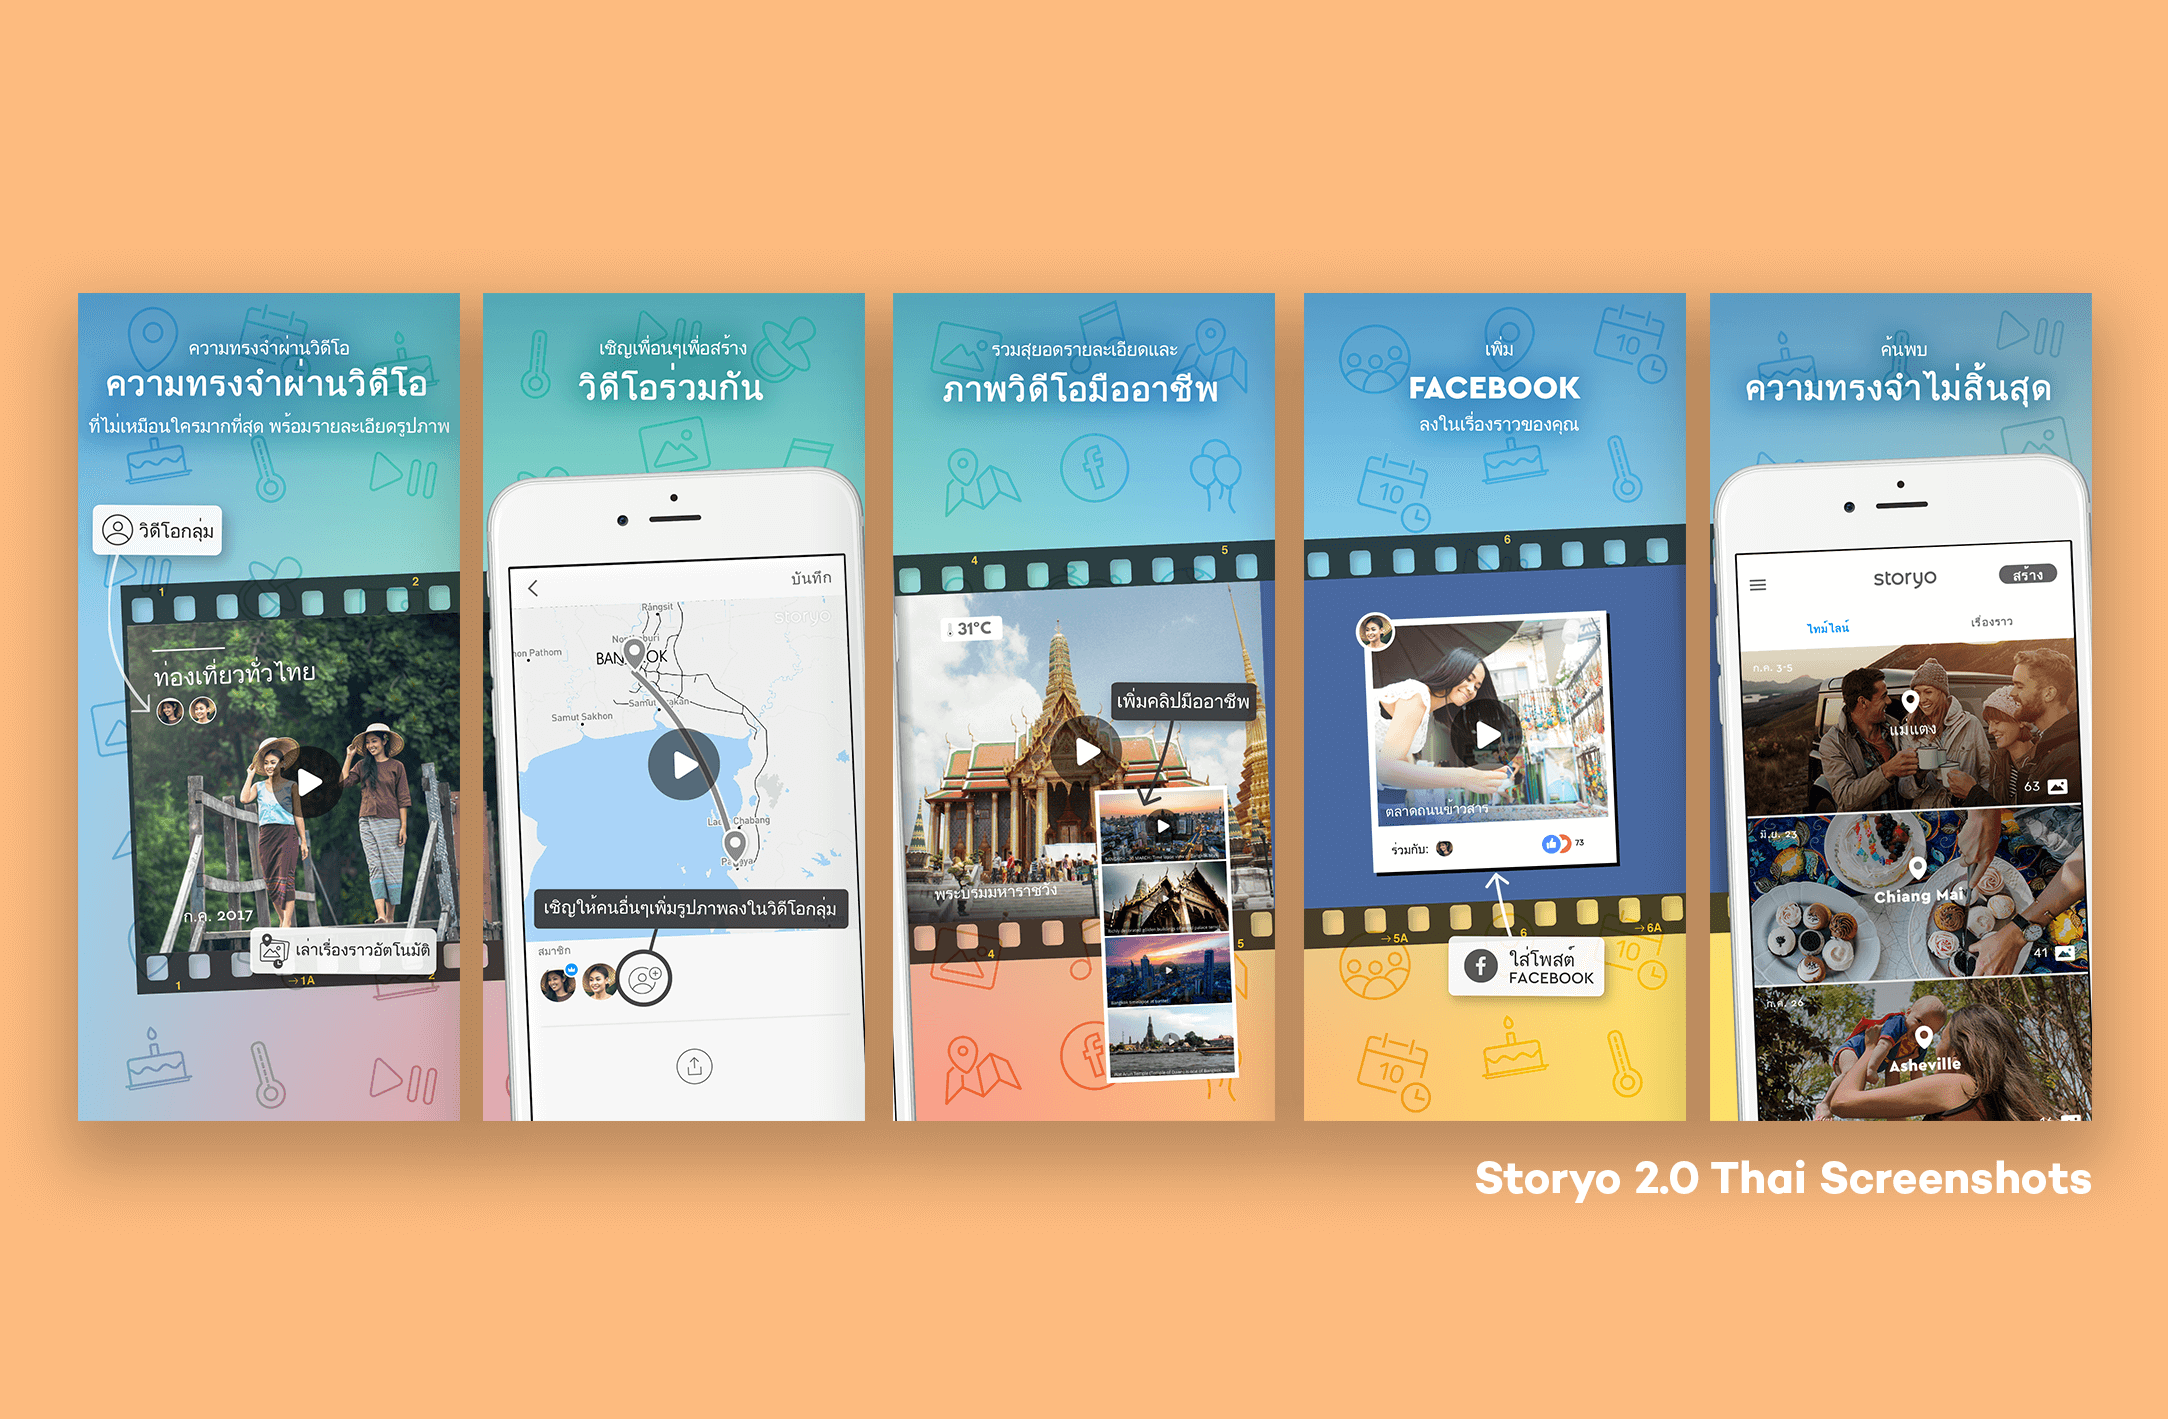 ความทรงจำผ่านวิดีโอ
ความทรงจำผ่านวิดีโอ
ที่ไม่เหมือนใครมากที่สุด พร้อมรายละเอียดรูปภาพ
วิดีโอกลุ่ม
1
2
ท่องเที่ยวทั่วไทย
ก.ค. 2017
เล่าเรื่องราวอัตโนมัติ
1
→1A
2
เชิญเพื่อนๆเพื่อสร้าง
วิดีโอร่วมกัน
บันทึก
storyo
Rangsit
Pathom
BANGKOK
Samut Sakhon
Chabang
เชิญให้คนอื่นๆเพิ่มรูปภาพลงในวิดีโอกลุ่ม
สมาชิก
รวมสุยอดรายละเอียดและ
ภาพวิดีโอมืออาชีพ
4
5
31°C
เพิ่มคลิปมืออาชีพ
พระบรมมหาราชวัง
4
5
เพิ่ม
FACEBOOK
ลงในเรื่องราวของคุณ
10
10
6
ตลาดถนนข้าวสาร
ร่วมกับ:
73
→5A
6
→6A
ใส่โพสต์
FACEBOOK
10
10
ค้นพบ
ความทรงจำไม่สิ้นสุด
storyo
สร้าง
ไทม์ไลน์
เรื่องราว
ก.ค. 3-5
แม่แตง
63
มิ.ย. 23
Chiang Mai
41
ก.ค. 26
Asheville
Storyo 2.0 Thai Screenshots